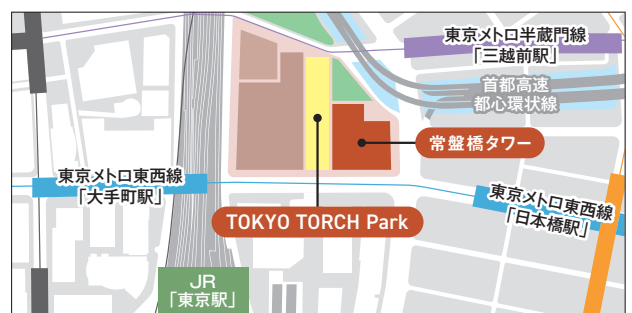 東京メトロ半蔵門線
「三越前駅」
首都高速
都心環状線
常盤橋タワー
東京メトロ東西線
「大手町駅」
TOKYO TORCH Park
東京メトロ東西線
「日本橋駅」
JR
「東京駅」